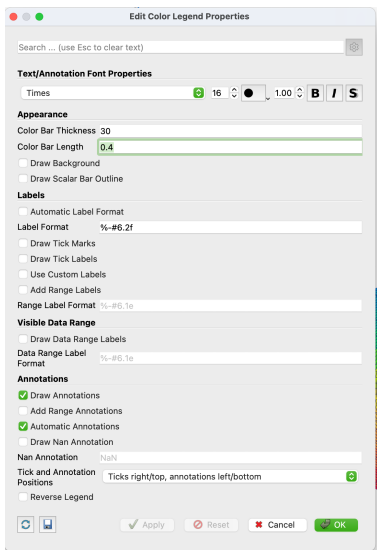 Edit Color Legend Properties
Search ... (use Esc to clear text)
Text/Annotation Font Properties
Times 16 1.00 B I S
Appearance
Color Bar Thickness 30
Color Bar Length 0.4
Draw Background
Draw Scalar Bar Outline
Labels
Automatic Label Format
Label Format %-#6.2f
Draw Tick Marks
Draw Tick Labels
Use Custom Labels
Add Range Labels
Range Label Format %-#6.1e
Visible Data Range
Draw Data Range Labels
Data Range Label
Format %-#6.1e
Annotations
Draw Annotations
Add Range Annotations
Automatic Annotations
Draw Nan Annotation
Nan Annotation NaN
Tick and Annotation
Positions Ticks right/top, annotations left/bottom
Reverse Legend
Apply Reset Cancel OK